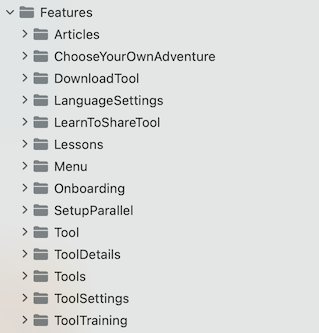 Features
Articles
ChooseYourOwnAdventure
DownloadTool
LanguageSettings
LearnToShareTool
Lessons
Menu
Onboarding
SetupParallel
Tool
ToolDetails
Tools
ToolSettings
ToolTraining